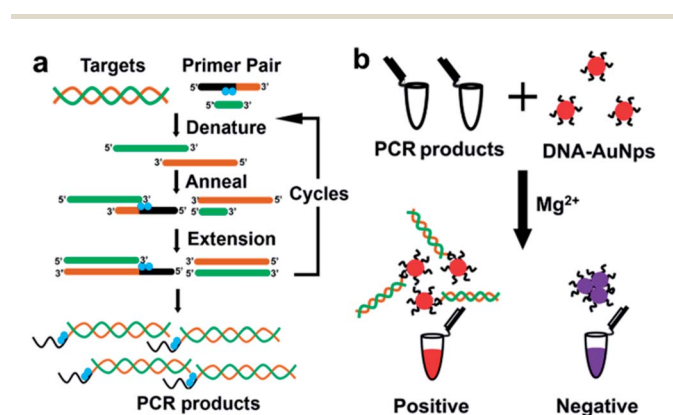 a
Targets
Primer Pair
5' 3'
5' 3'
Denature
5' 3'
3' 5'
Anneal
5' 3' 3' 5'
3' 5' 5' 3'
Cycles
Extension
5' 3' 3' 5'
3' 5' 5' 3'
PCR products
b
PCR products
+
DNA-AuNps
Mg²⁺
Positive
Negative